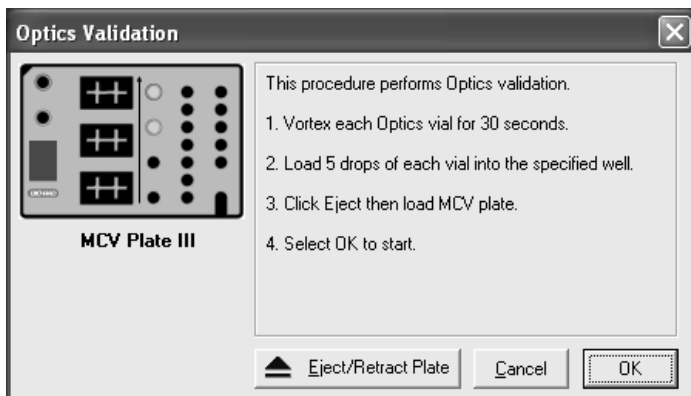 Optics Validation
This procedure performs Optics validation.
1. Vortex each Optics vial for 30 seconds.
2. Load 5 drops of each vial into the specified well.
3. Click Eject then load MCV plate.
4. Select OK to start.
MCV Plate III
Eject/Retract Plate
Cancel
OK